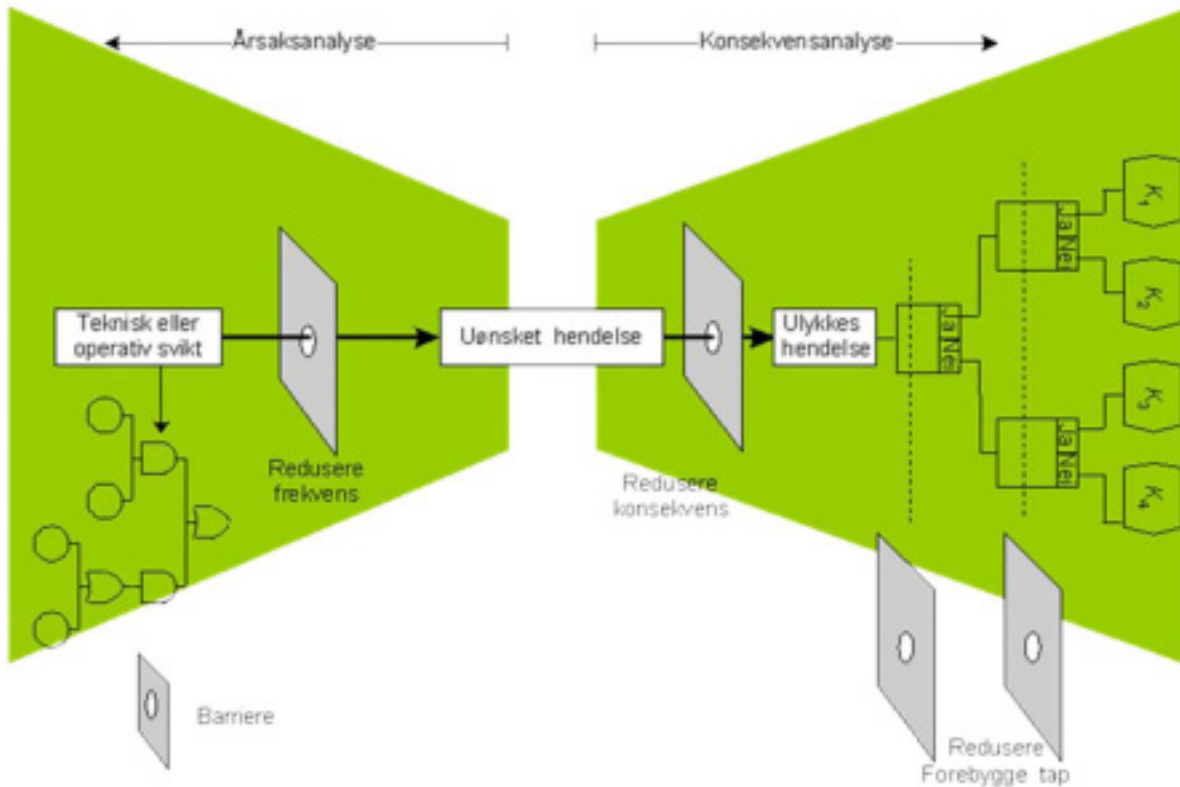 Årsaksanalyse
Konsekvensanalyse
Teknisk eller
operativ svikt
Uønsket hendelse
Ulykkes
hendelse
Ja Nei
Ja Nei
Ja Nei
K1
K2
K3
K4
Redusere
frekvens
Redusere
konsekvens
Barriere
Redusere
Forebygge tap